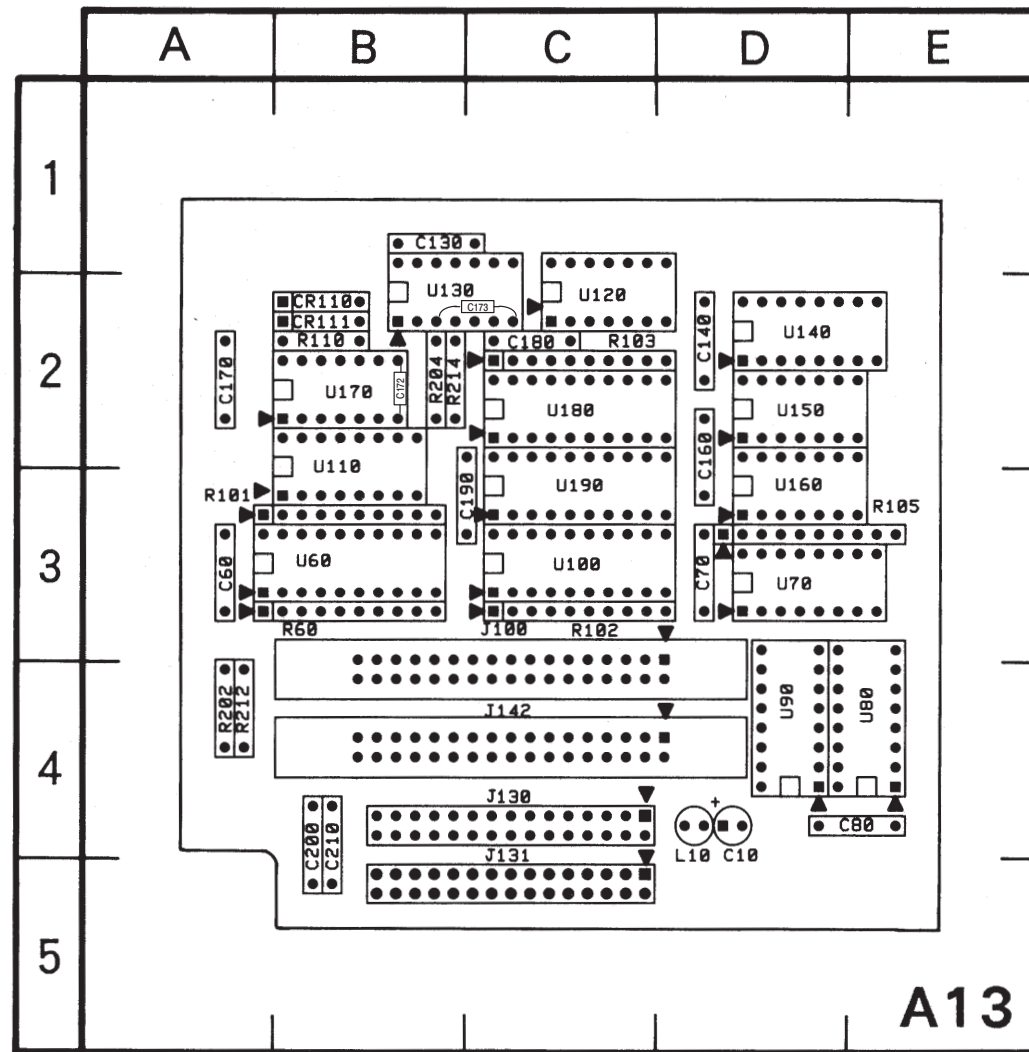 A B C D E
1
C130
U130 C173 U120
CR110
CR111
R110 C180 R103
C140 U140
2
C170 U170 C172 R204 R214 U180 C160 U150
U110 C190 U190 U160
R101 R105
3
C60 U60 U100 C70 U70
R60 J100 R102
R202 R212 U90 U80
J142
4
J130
C200 C210 + C80
J131 L10 C10
5
A13